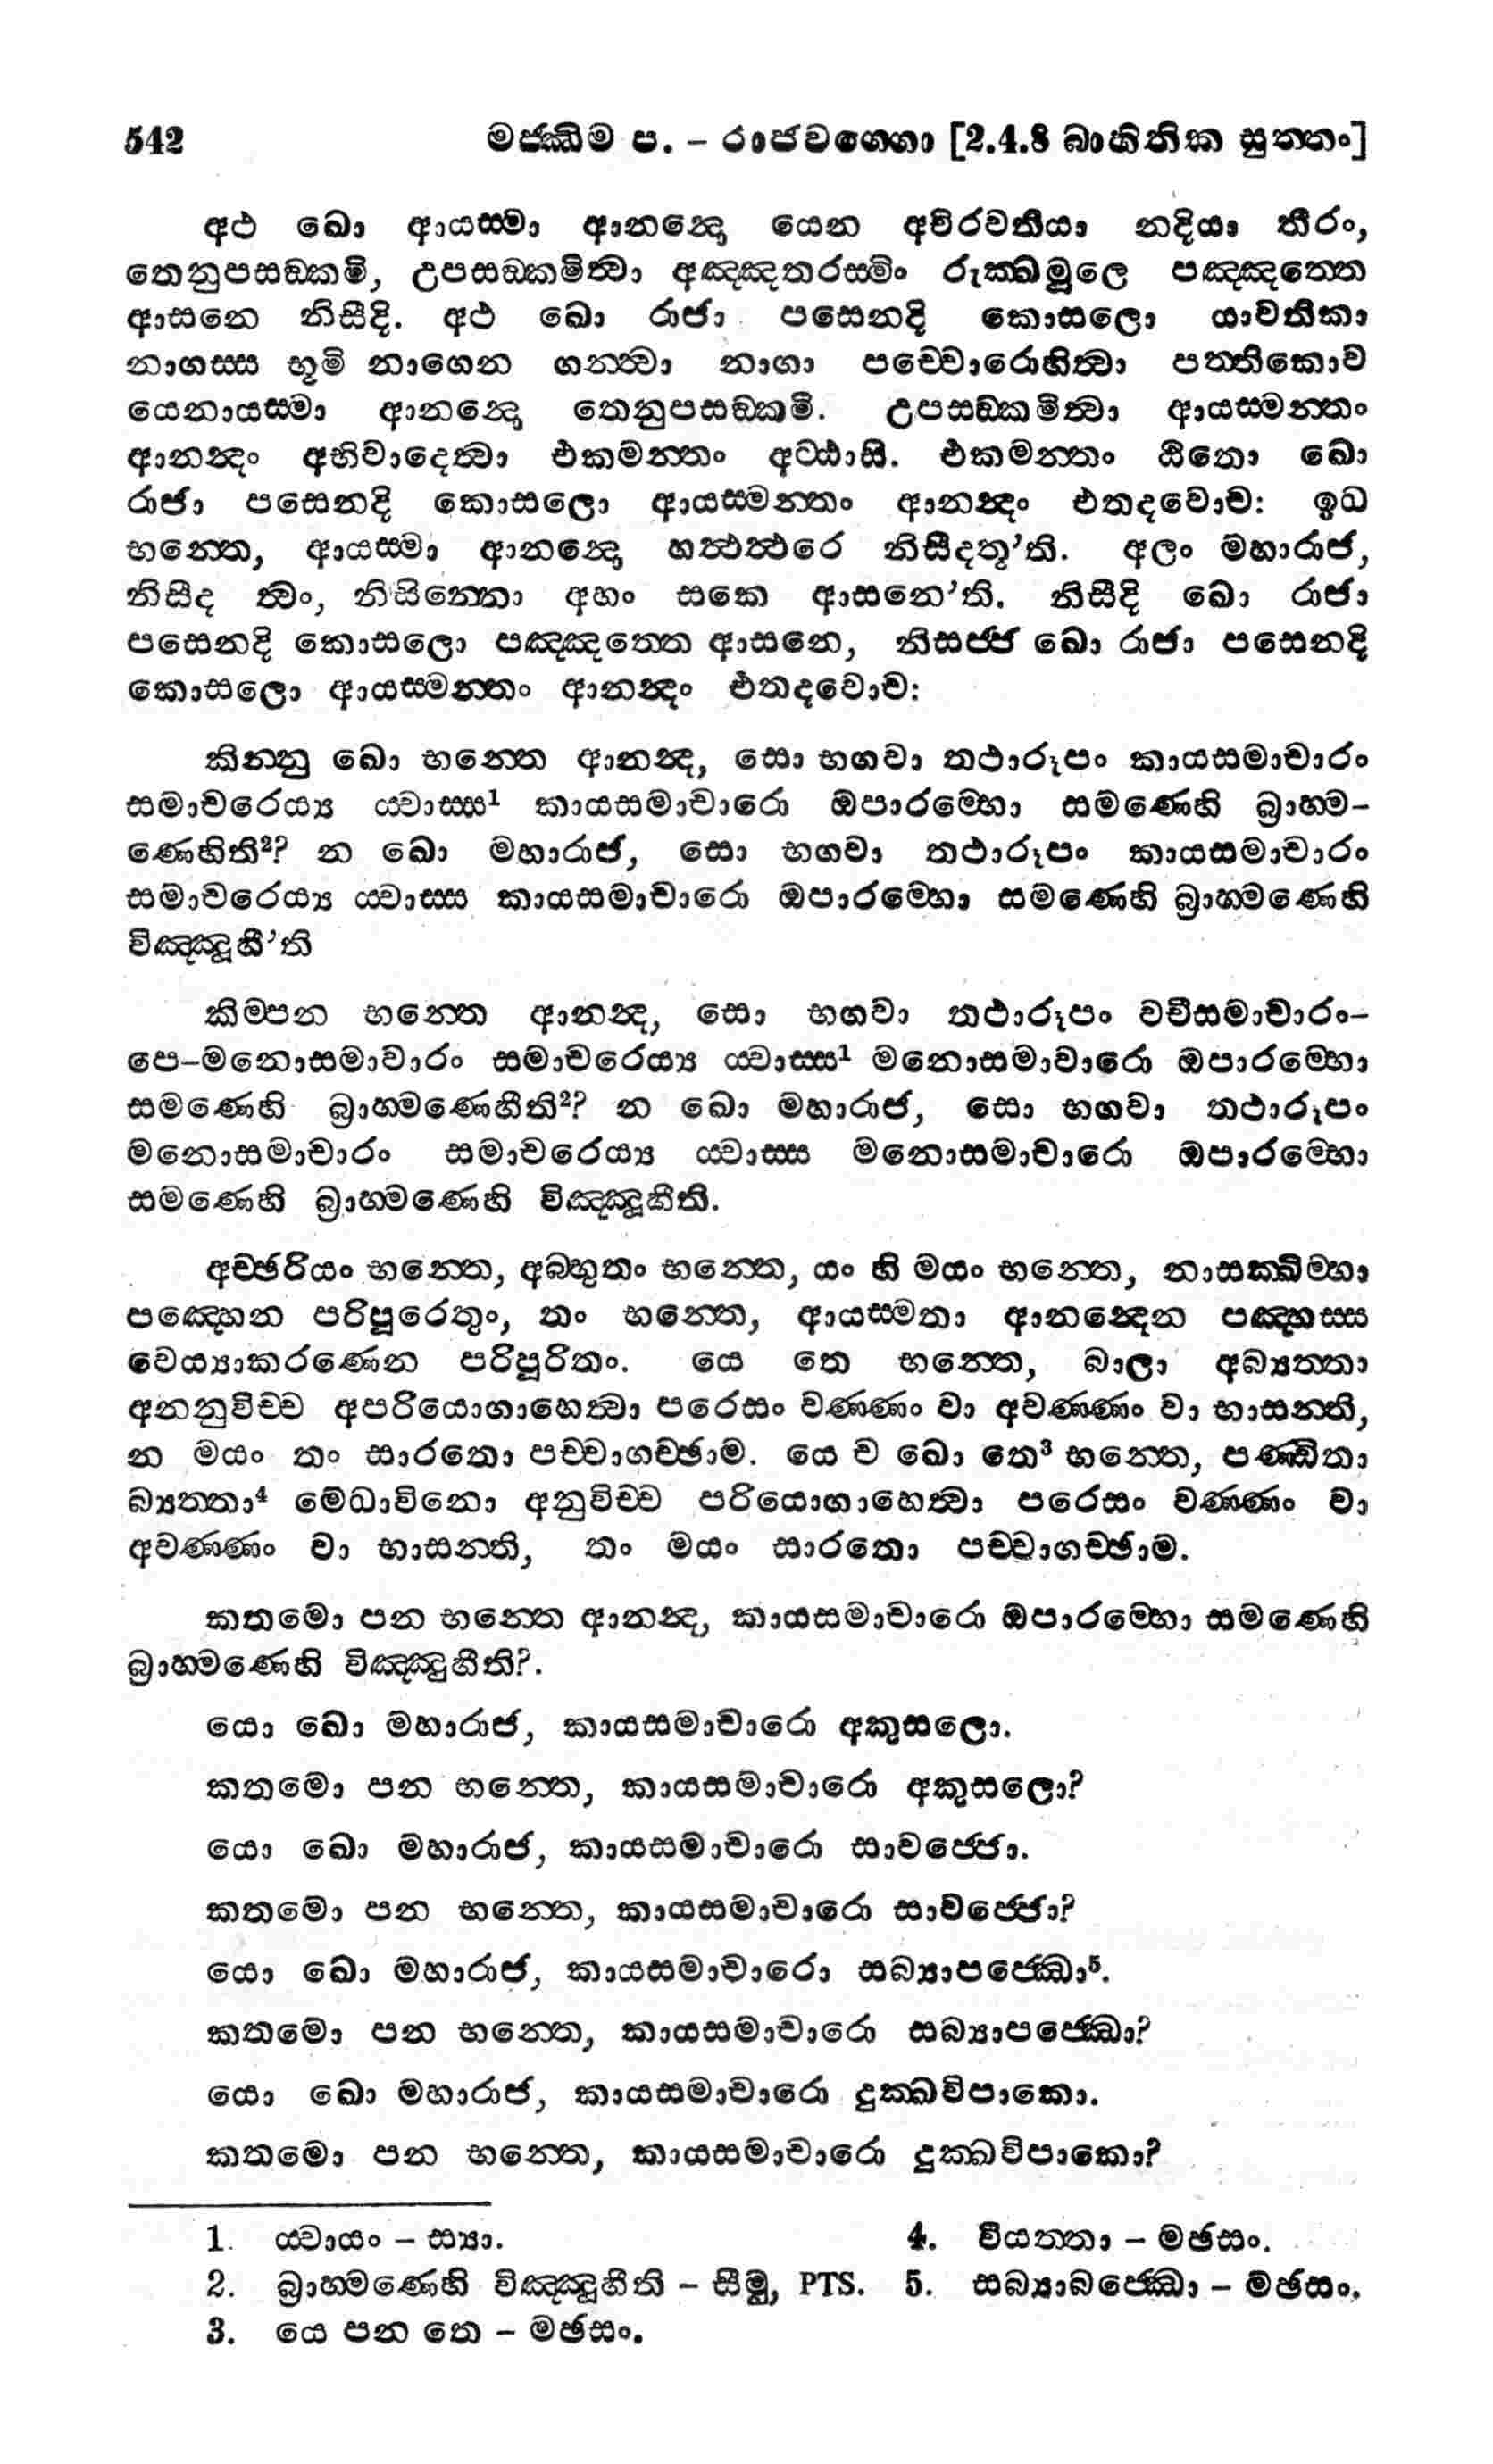 542 මජ්ඣිම ප. – රාජවග්ගො [2.4.8 බාහිතික සුත්තං]
අථ ඛො ආයස්මා ආනන්දො යෙන අචිරවතියා නදියා තීරං,
තෙනුපසඞ්කමි, උපසඞ්කමිත්වා අඤ්ඤතරස්මිං රුක්ඛමූලෙ පඤ්ඤත්තෙ
ආසනෙ නිසීදි. අථ ඛො රාජා පසෙනදි කොසලො යාවතිකා
නාගස්ස භූමි නාගෙන ගන්ත්වා නාගා පච්චොරොහිත්වා පත්තිකොව
යෙනායස්මා ආනන්දො තෙනුපසඞ්කමි. උපසඞ්කමිත්වා ආයස්මන්තං
ආනන්දං අභිවාදෙත්වා එකමන්තං අට්ඨාසි. එකමන්තං ඨිතො ඛො
රාජා පසෙනදි කොසලො ආයස්මන්තං ආනන්දං එතදවොච: ඉධ
භන්තෙ, ආයස්මා ආනන්දො හත්ථත්ථරෙ නිසීදතූ’ති. අලං මහාරාජ,
නිසීද ත්වං, නිසින්නො අහං සකෙ ආසනෙ’ති. නිසීදි ඛො රාජා
පසෙනදි කොසලො පඤ්ඤත්තෙ ආසනෙ, නිසජ්ජ ඛො රාජා පසෙනදි
කොසලො ආයස්මන්තං ආනන්දං එතදවොච:
කින්නු ඛො භන්තෙ ආනන්ද, සො භගවා තථාරූපං කායසමාචාරං
සමාචරෙය්‍ය ය්වාස්ස¹ කායසමාචාරො ඔපාරම්භො සමණෙහි බ්‍රාහ්ම-
ණෙහිති²? න ඛො මහාරාජ, සො භගවා තථාරූපං කායසමාචාරං
සමාචරෙය්‍ය ය්වාස්ස කායසමාචාරො ඔපාරම්භො සමණෙහි බ්‍රාහ්මණෙහි
විඤ්ඤූහී’ති
කිම්පන භන්තෙ ආනන්ද, සො භගවා තථාරූපං වචීසමාචාරං–
පෙ–මනොසමාචාරං සමාචරෙය්‍ය ය්වාස්ස¹ මනොසමාචාරො ඔපාරම්භො
සමණෙහි බ්‍රාහ්මණෙහීති²? න ඛො මහාරාජ, සො භගවා තථාරූපං
මනොසමාචාරං සමාචරෙය්‍ය ය්වාස්ස මනොසමාචාරො ඔපාරම්භො
සමණෙහි බ්‍රාහ්මණෙහි විඤ්ඤූහීති.
අච්ඡරියං භන්තෙ, අබ්භුතං භන්තෙ, යං හි මයං භන්තෙ, නාසක්ඛිම්හා
පඤ්හෙන පරිපූරෙතුං, තං භන්තෙ, ආයස්මතා ආනන්දෙන පඤ්හස්ස
වෙය්‍යාකරණෙන පරිපූරිතං. යෙ තෙ භන්තෙ, බාලා අබ්‍යත්තා
අනනුවිච්ච අපරියොගාහෙත්වා පරෙසං වණ්ණං වා අවණ්ණං වා භාසන්ති,
න මයං තං සාරතො පච්චාගච්ඡාම. යෙ ච ඛො තෙ³ භන්තෙ, පණ්ඩිතා
බ්‍යත්තා⁴ මෙධාවිනො අනුවිච්ච පරියොගාහෙත්වා පරෙසං වණ්ණං වා
අවණ්ණං වා භාසන්ති, තං මයං සාරතො පච්චාගච්ඡාම.
කතමො පන භන්තෙ ආනන්ද, කායසමාචාරො ඔපාරම්භො සමණෙහි
බ්‍රාහ්මණෙහි විඤ්ඤුහීති?.
යො ඛො මහාරාජ, කායසමාචාරො අකුසලො.
කතමො පන භන්තෙ, කායසමාචාරො අකුසලො?
යො ඛො මහාරාජ, කායසමාචාරො සාවජ්ජො.
කතමො පන භන්තෙ, කායසමාචාරො සාවජ්ජො?
යො ඛො මහාරාජ, කායසමාචාරො සබ්‍යාපජ්ඣො⁵.
කතමො පන භන්තෙ, කායසමාචාරො සබ්‍යාපජ්ඣො?
යො ඛො මහාරාජ, කායසමාචාරො දුක්ඛවිපාකො.
කතමො පන භන්තෙ, කායසමාචාරො දුක්ඛවිපාකො?
1. ය්වායං – ස්‍යා. 4. වියත්තා – මඡසං.
2. බ්‍රාහ්මණෙහි විඤ්ඤූහීති – සීමු, PTS. 5. සබ්‍යාබජ්ඣො – මඡසං.
3. යෙ පන තෙ – මඡසං.